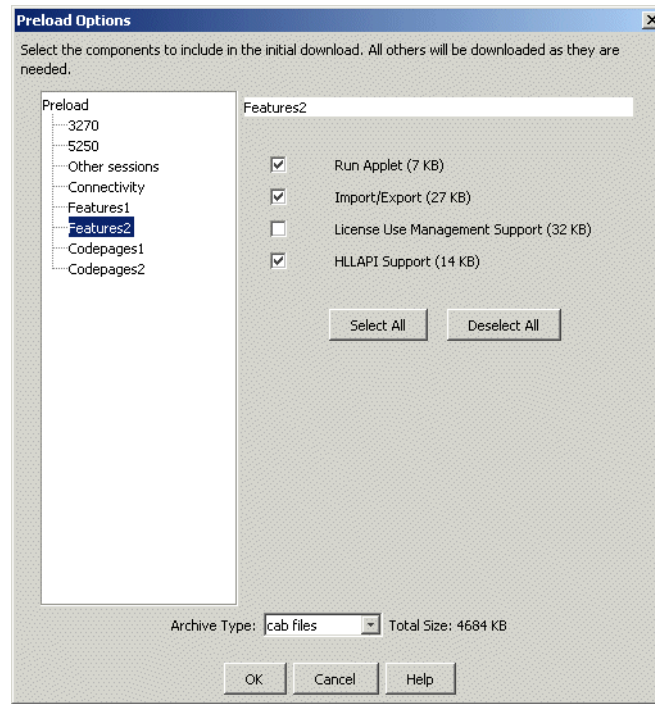 Preload Options
Select the components to include in the initial download. All others will be downloaded as they are
needed.
Preload
3270
5250
Other sessions
Connectivity
Features1
Features2
Codepages1
Codepages2
Features2
Run Applet (7 KB)
Import/Export (27 KB)
License Use Management Support (32 KB)
HLLAPI Support (14 KB)
Select All
Deselect All
Archive Type: cab files Total Size: 4684 KB
OK Cancel Help